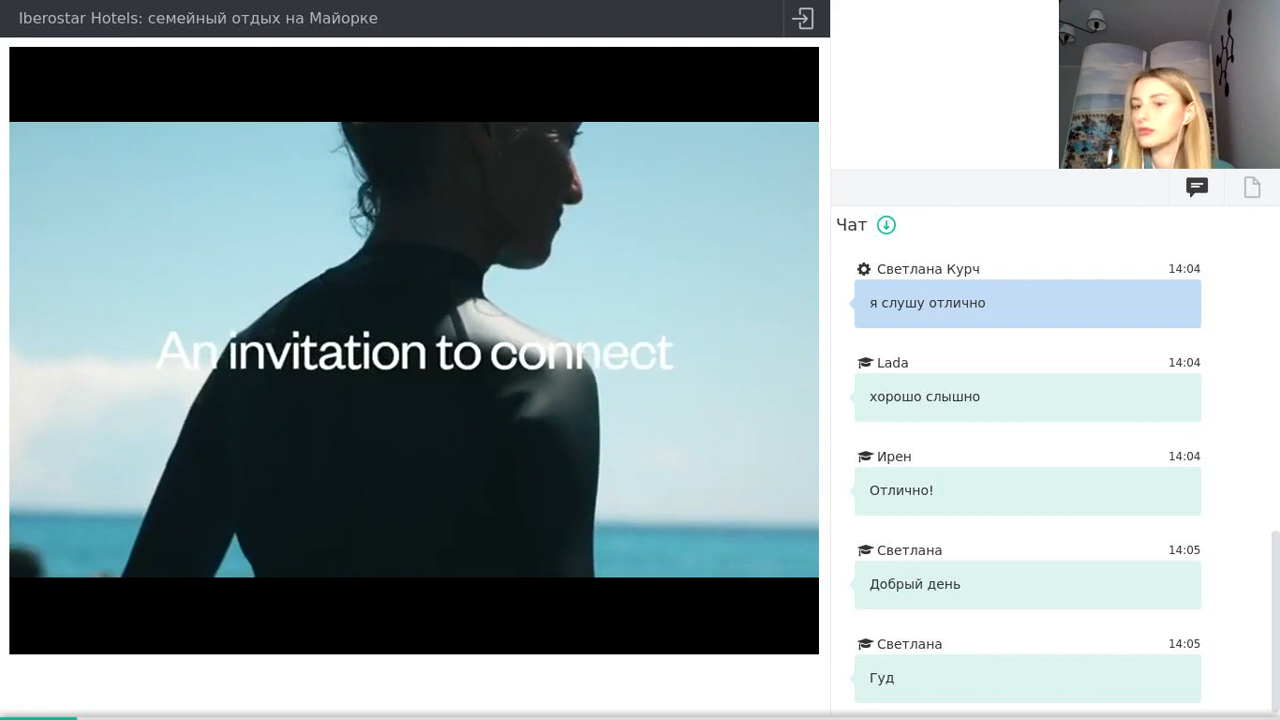 Iberostar Hotels: семейный отдых на Майорке
An invitation to connect
Чат
Светлана Курч 14:04
я слушу отлично
Lada 14:04
хорошо слышно
Ирен 14:04
Отлично!
Светлана 14:05
Добрый день
Светлана 14:05
Гуд